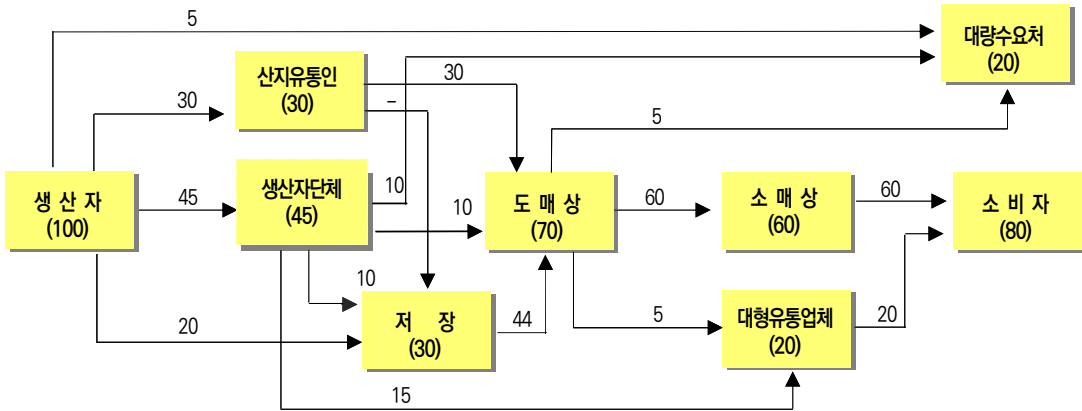 5
대량수요처
(20)
산지유통인
(30)
30
–
30
5
생 산 자
(100)
45
생산자단체
(45)
10
10
도 매 상
(70)
60
소 매 상
(60)
60
소 비 자
(80)
10
20
저 장
(30)
44
5
대형유통업체
(20)
20
15